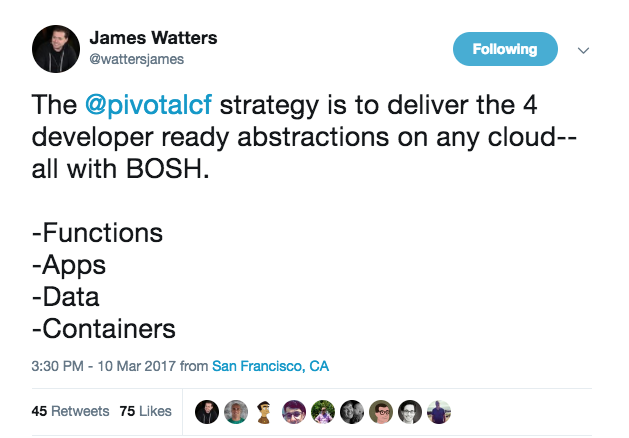 James Watters
@wattersjames
Following
The @pivotalcf strategy is to deliver the 4
developer ready abstractions on any cloud--
all with BOSH.
-Functions
-Apps
-Data
-Containers
3:30 PM - 10 Mar 2017 from San Francisco, CA
45 Retweets 75 Likes